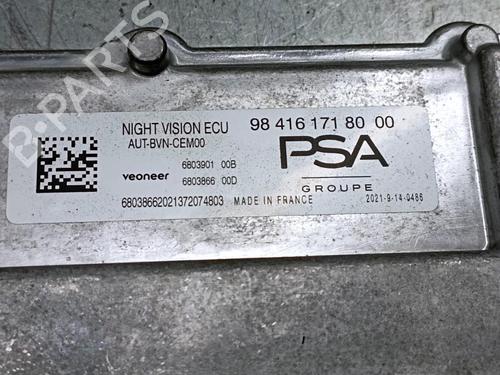 NIGHT VISION ECU 98 416 171 80 00
AUT-BVN-CEM00
PSA
GROUPE
6803901 00B
veoneer 6803866 00D
68038662021372074803 MADE IN FRANCE 2021-9-14-0486
B-PARTS